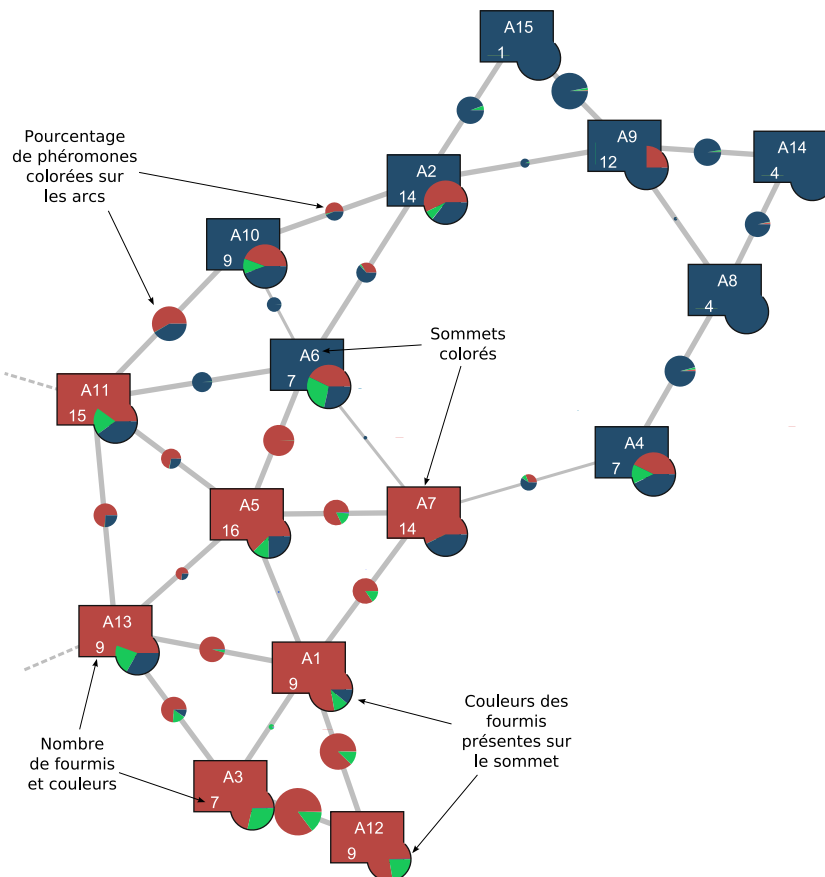 A15
1
A9
12
A14
4
Pourcentage
de phéromones
colorées sur
les arcs
A2
14
A10
9
A8
4
Sommets
colorés
A6
7
A11
15
A4
7
A5
16
A7
14
A13
9
A1
9
Couleurs des
fourmis
présentes sur
le sommet
Nombre
de fourmis
et couleurs
A3
7
A12
9